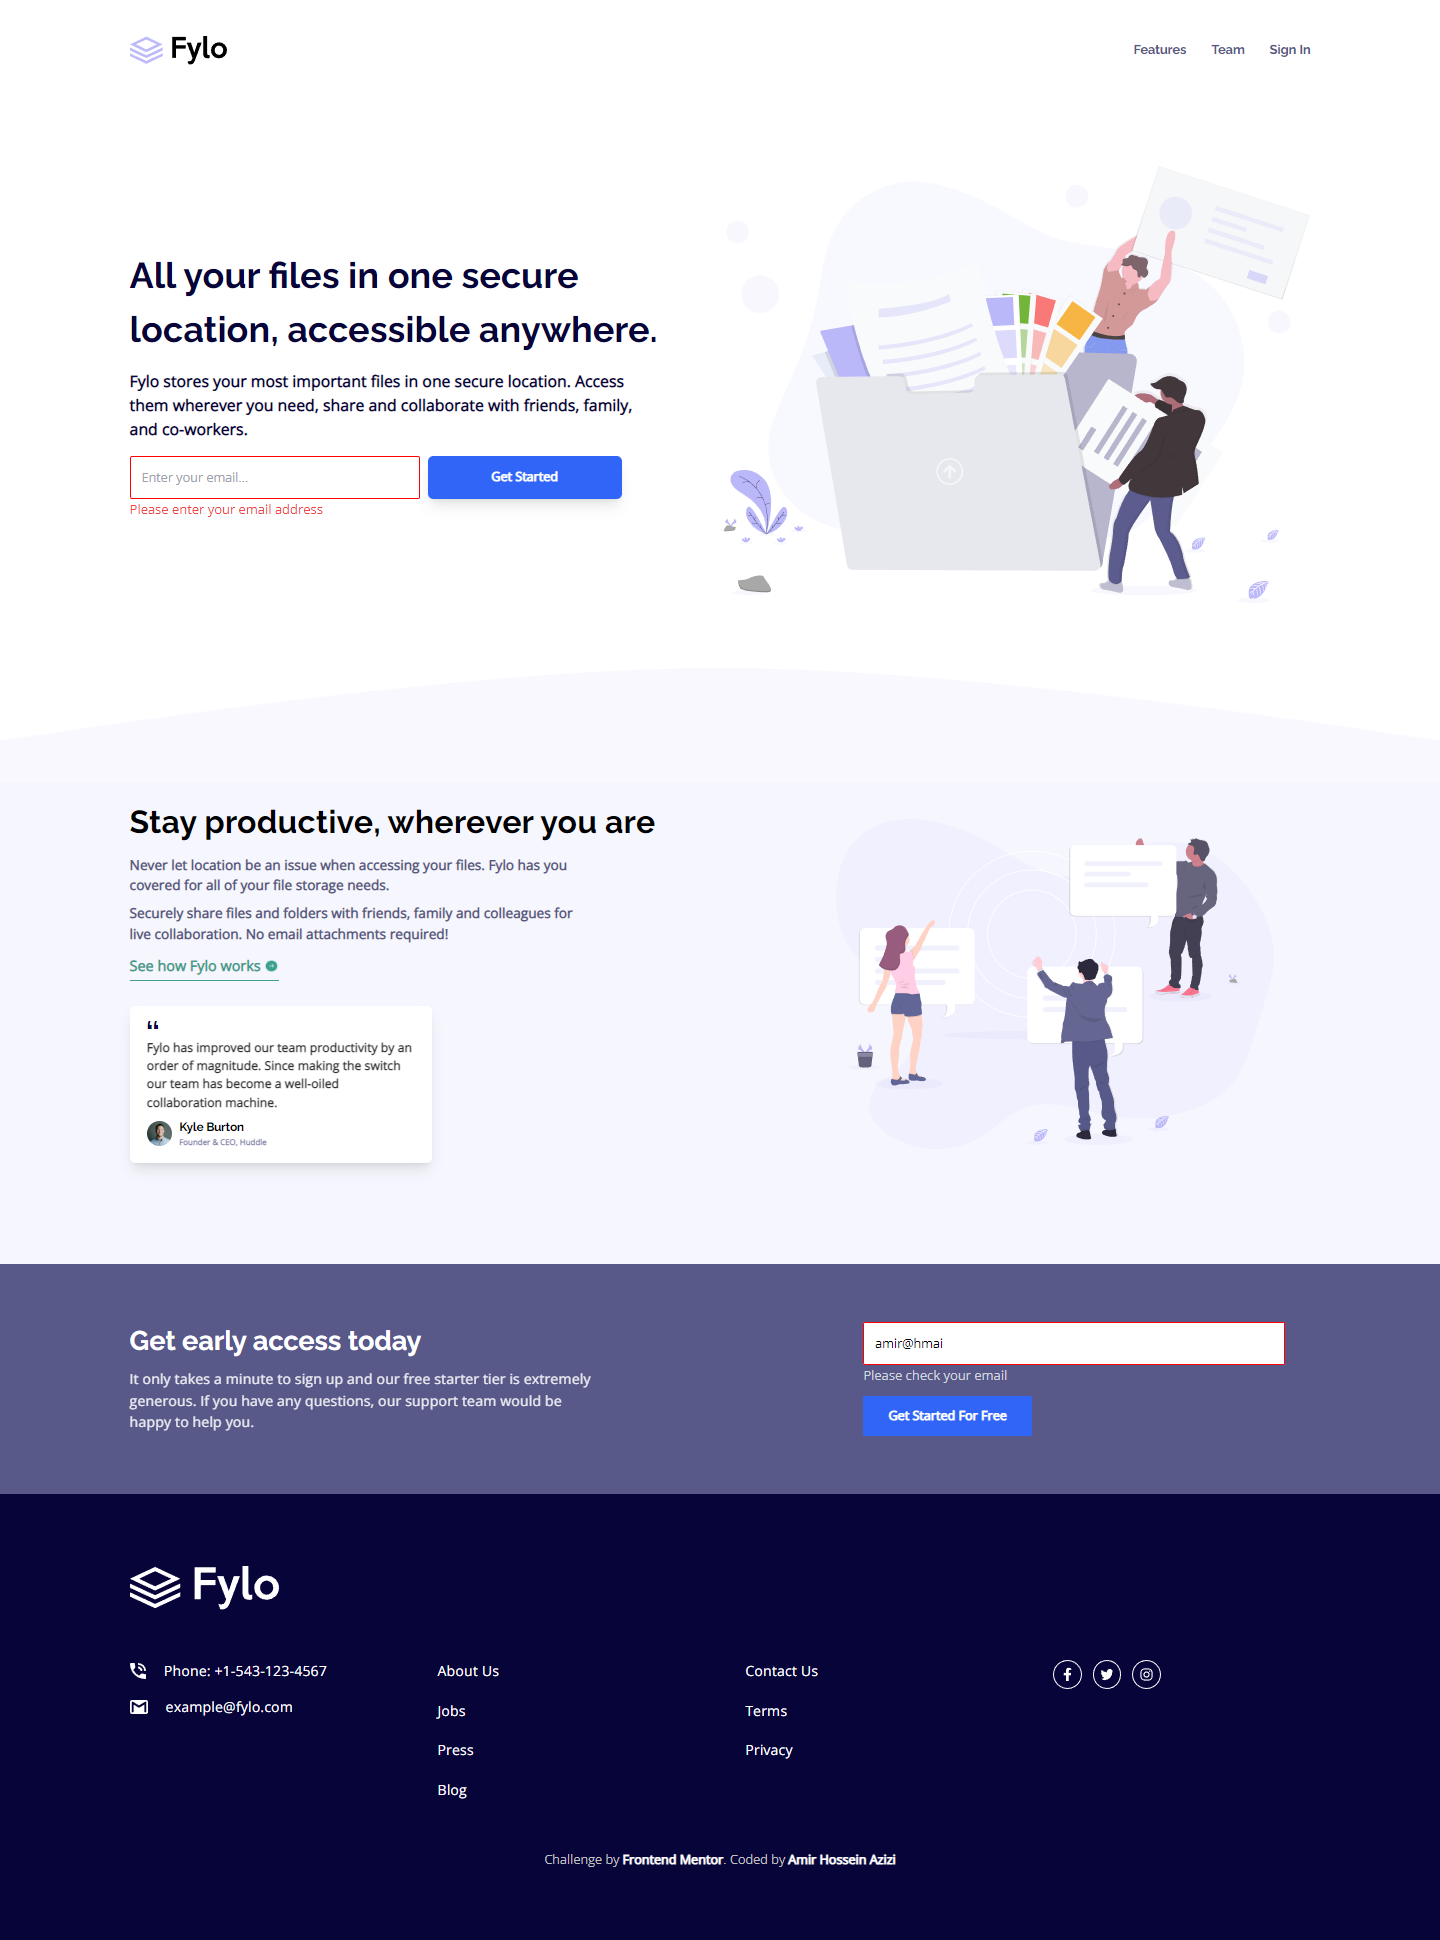 Fylo
Features Team Sign In
All your files in one secure
location, accessible anywhere.
Fylo stores your most important files in one secure location. Access
them wherever you need, share and collaborate with friends, family,
and co-workers.
Enter your email...
Get Started
Please enter your email address
Stay productive, wherever you are
Never let location be an issue when accessing your files. Fylo has you
covered for all of your file storage needs.
Securely share files and folders with friends, family and colleagues for
live collaboration. No email attachments required!
See how Fylo works
“
Fylo has improved our team productivity by an
order of magnitude. Since making the switch
our team has become a well-oiled
collaboration machine.
Kyle Burton
Founder & CEO, Huddle
Get early access today
It only takes a minute to sign up and our free starter tier is extremely
generous. If you have any questions, our support team would be
happy to help you.
amir@hmai
Please check your email
Get Started For Free
Fylo
Phone: +1-543-123-4567
example@fylo.com
About Us
Jobs
Press
Blog
Contact Us
Terms
Privacy
Challenge by Frontend Mentor. Coded by Amir Hossein Azizi